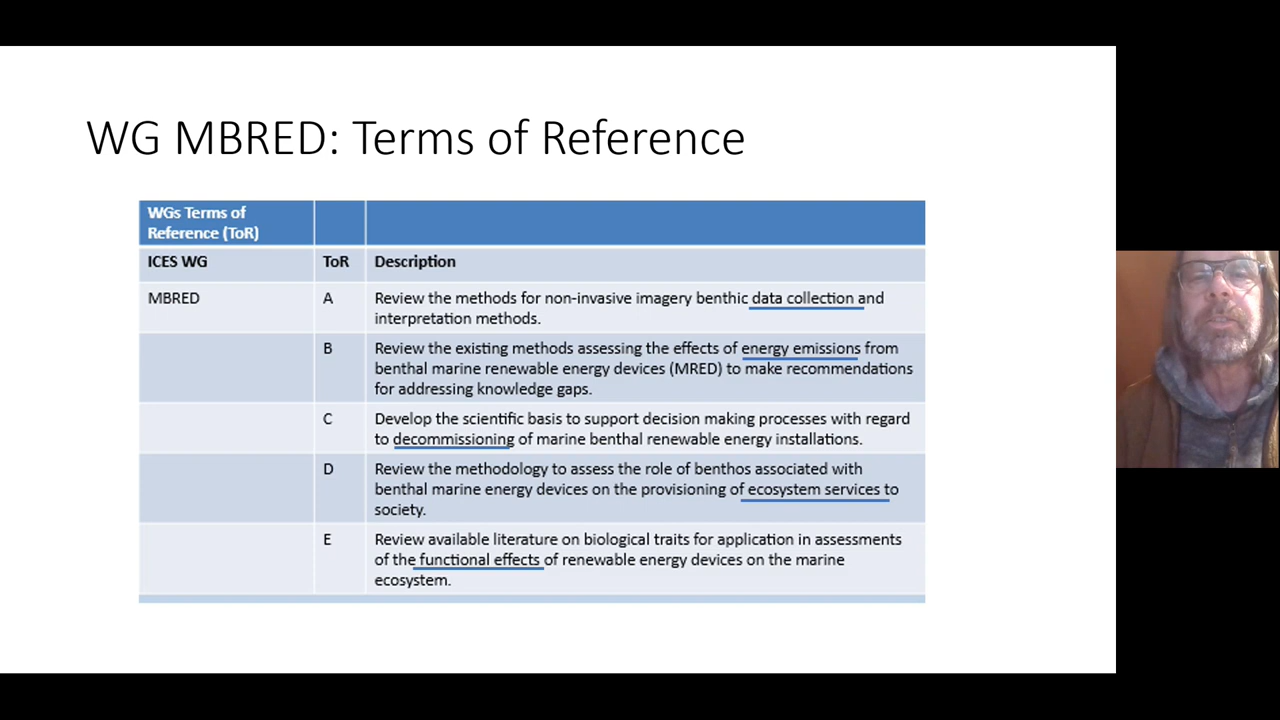 WG MBRED: Terms of Reference
WGs Terms of
Reference (ToR)
ICES WG ToR Description
MBRED A Review the methods for non-invasive imagery benthic data collection and
interpretation methods.
B Review the existing methods assessing the effects of energy emissions from
benthal marine renewable energy devices (MRED) to make recommendations
for addressing knowledge gaps.
C Develop the scientific basis to support decision making processes with regard
to decommissioning of marine benthal renewable energy installations.
D Review the methodology to assess the role of benthos associated with
benthal marine energy devices on the provisioning of ecosystem services to
society.
E Review available literature on biological traits for application in assessments
of the functional effects of renewable energy devices on the marine
ecosystem.